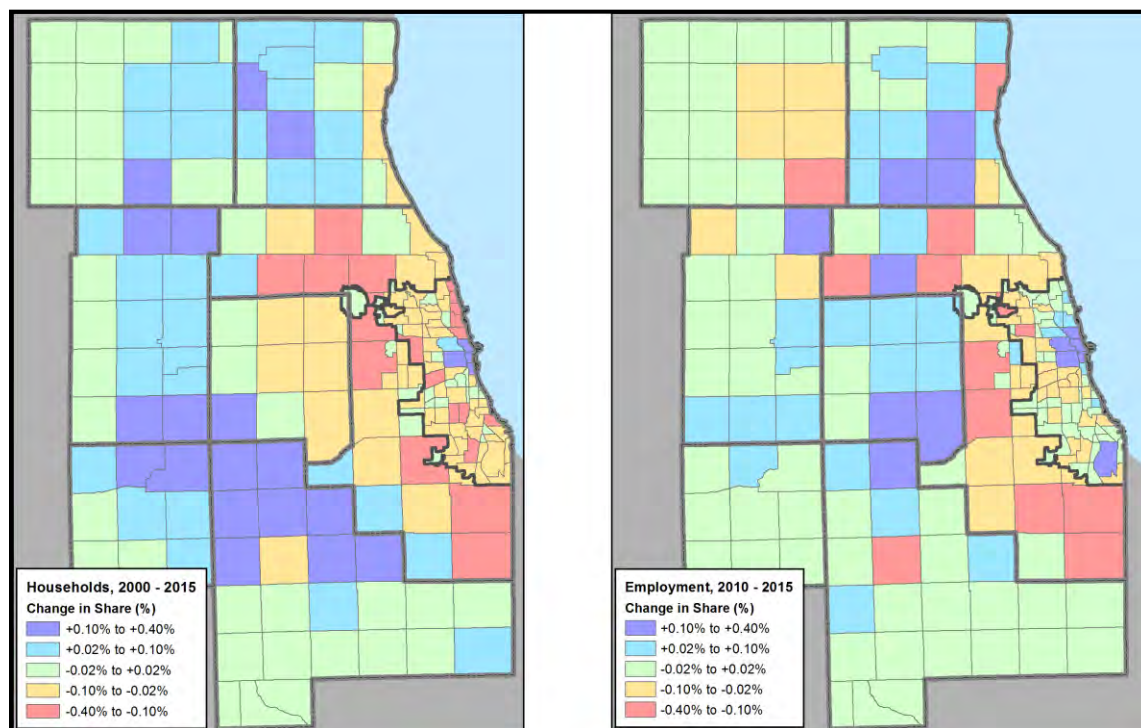 Households, 2000 - 2015
Change in Share (%)
+0.10% to +0.40%
+0.02% to +0.10%
-0.02% to +0.02%
-0.10% to -0.02%
-0.40% to -0.10%
Employment, 2010 - 2015
Change in Share (%)
+0.10% to +0.40%
+0.02% to +0.10%
-0.02% to +0.02%
-0.10% to -0.02%
-0.40% to -0.10%